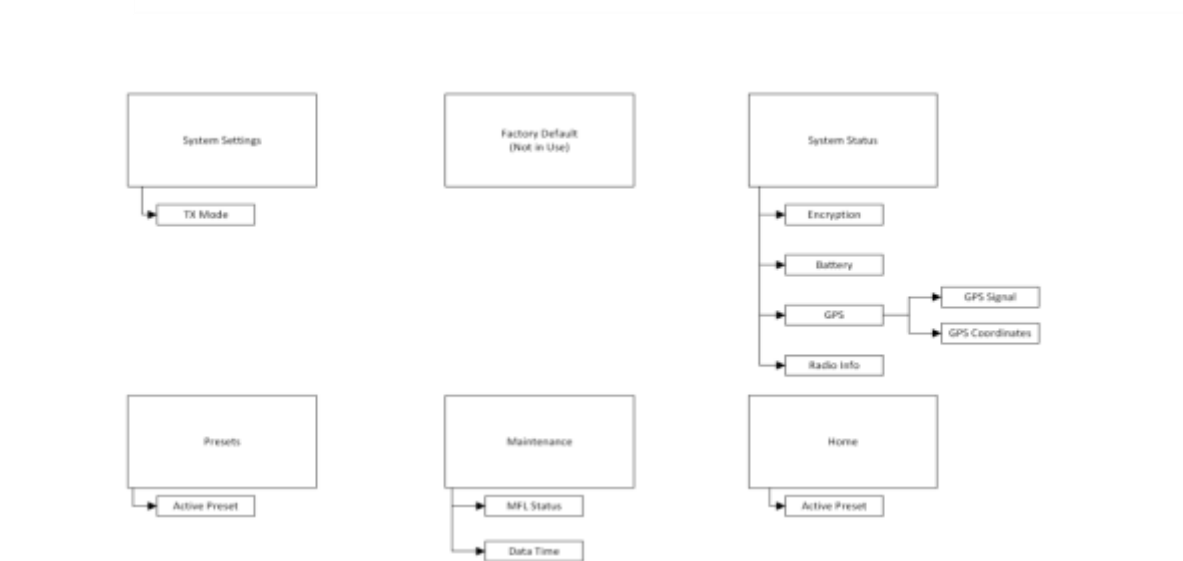 System Settings
Factory Default
(Not in Use)
System Status
TX Mode
Encryption
Battery
GPS
GPS Signal
GPS Coordinates
Radio Info
Presets
Maintenance
Home
Active Preset
MFL Status
Active Preset
Data Time